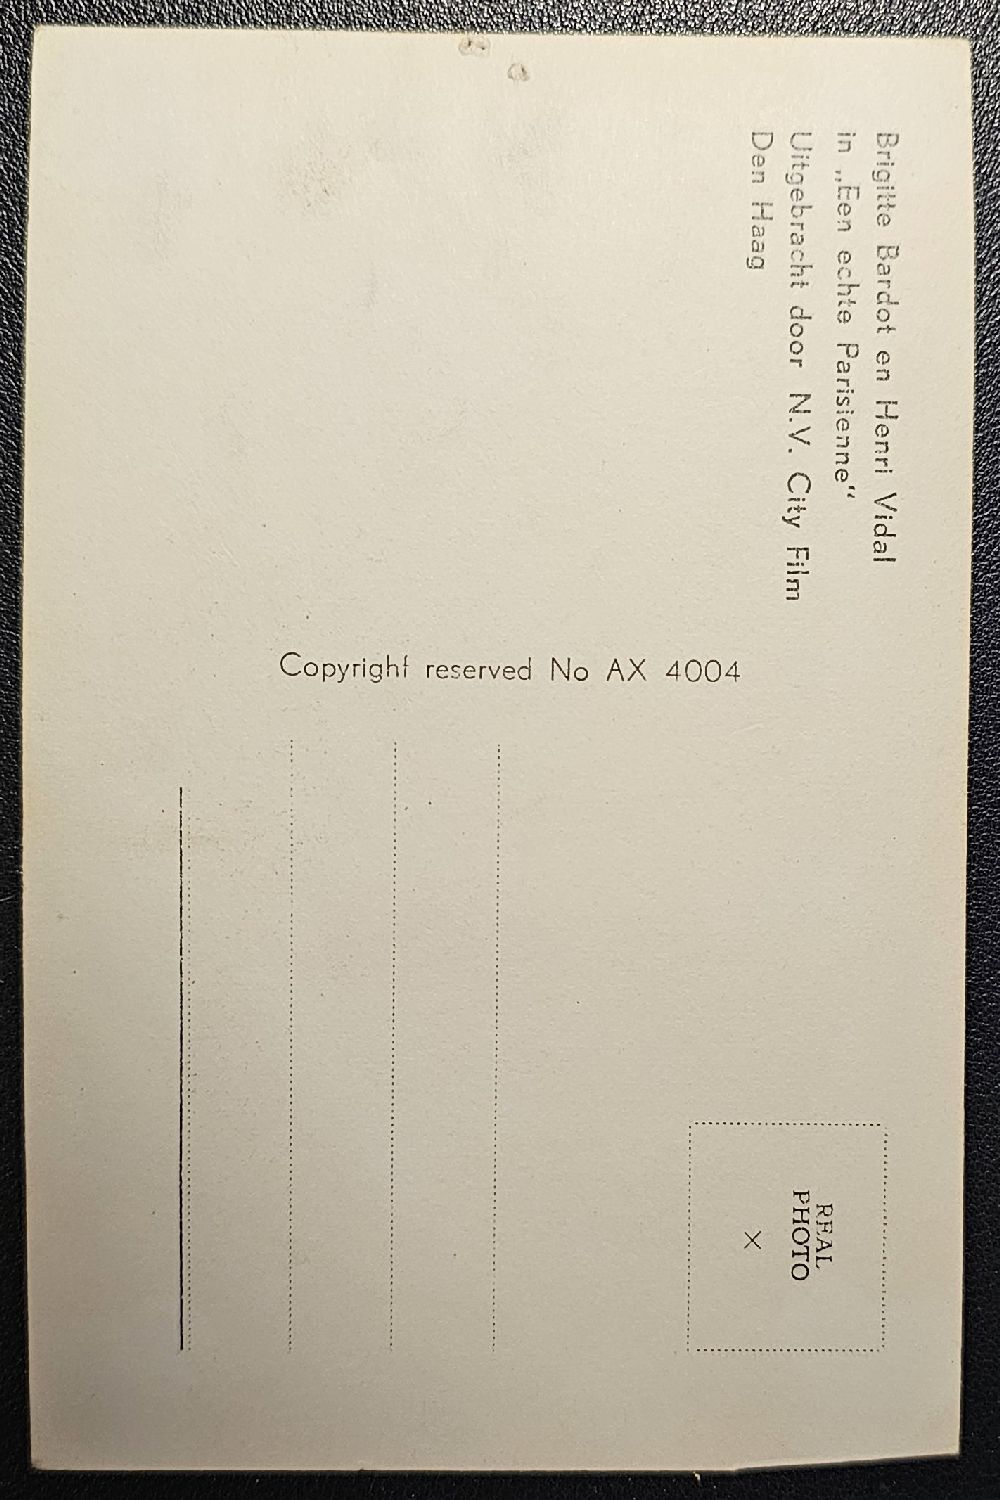 Brigitte Bardot en Henri Vidal
in „Een echte Parisienne“
Uitgebracht door N.V. City Film
Den Haag
Copyright reserved No AX 4004
REAL
PHOTO
X